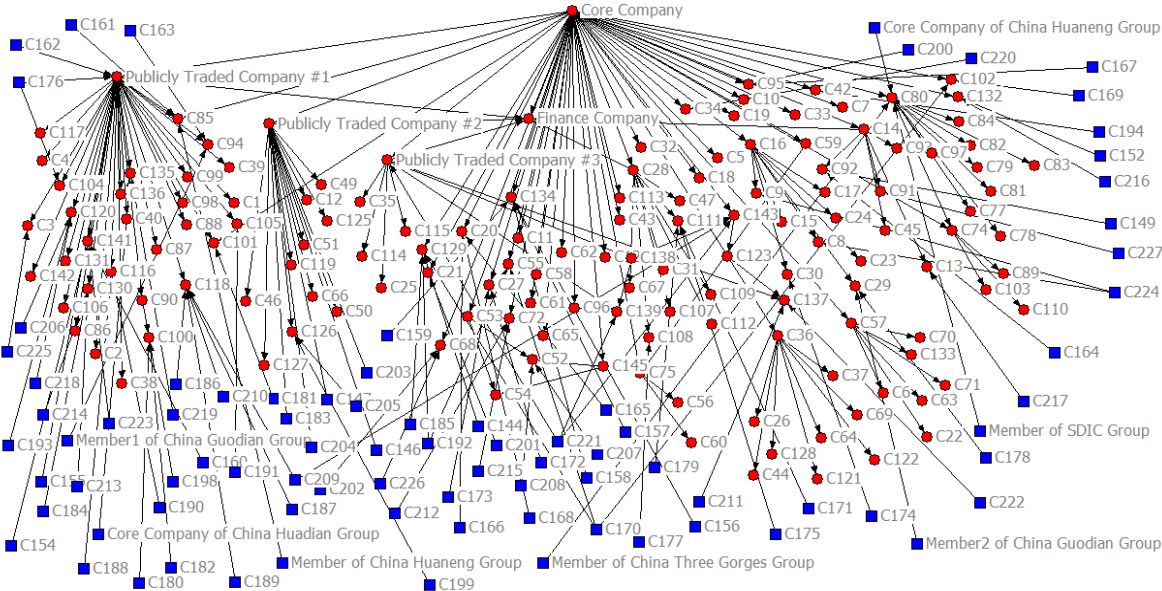 Core Company
C161
C163
Core Company of China Huaneng Group
C162
C200
C220
C167
C176
Publicly Traded Company #1
C95
C42
C80
C102
C132
C169
C10
C7
C34
C19
C33
C84
C85
Publicly Traded Company #2
Finance Company
C14
C194
C117
C94
C32
C16
C59
C93
C97
C82
C152
C4
C39
Publicly Traded Company #3
C28
C5
C92
C79
C83
C216
C104
C135
C99
C49
C18
C136
C98
C1
C12
C35
C134
C113
C47
C9
C17
C91
C81
C3
C120
C40
C88
C105
C125
C43
C111
C143
C15
C24
C77
C149
C141
C87
C101
C51
C115
C20
C11
C45
C74
C78
C131
C119
C114
C129
C62
C138
C123
C8
C227
C142
C116
C21
C55
C58
C31
C30
C23
C13
C89
C130
C118
C66
C25
C27
C67
C109
C137
C29
C103
C224
C106
C90
C46
C50
C53
C72
C61
C96
C139
C107
C110
C206
C86
C100
C126
C159
C65
C108
C112
C36
C57
C70
C225
C2
C68
C52
C145
C133
C164
C218
C38
C186
C127
C203
C54
C75
C37
C6
C71
C63
C214
C219
C210
C181
C147
C205
C165
C56
C69
C217
C223
C183
C185
C144
C157
C26
C64
C22
Member of SDIC Group
C193
Member1 of China Guodian Group
C204
C146
C192
C201
C221
C60
C128
C122
C178
C160
C191
C215
C172
C207
C179
C44
C121
C213
C198
C209
C202
C226
C208
C158
C184
C190
C187
C173
C211
C171
C222
C212
C168
C174
C154
Core Company of China Huadian Group
C166
C170
C156
C175
C177
Member2 of China Guodian Group
C188
C182
Member of China Huaneng Group
Member of China Three Gorges Group
C180
C189
C199